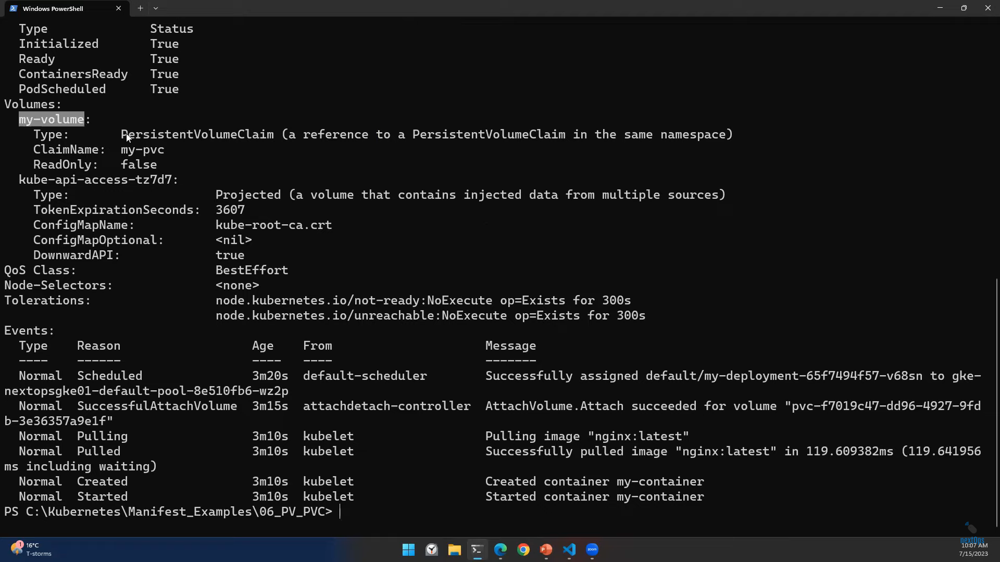 Windows PowerShell
Type Status
Initialized True
Ready True
ContainersReady True
PodScheduled True
Volumes:
my-volume:
Type: PersistentVolumeClaim (a reference to a PersistentVolumeClaim in the same namespace)
ClaimName: my-pvc
ReadOnly: false
kube-api-access-tz7d7:
Type: Projected (a volume that contains injected data from multiple sources)
TokenExpirationSeconds: 3607
ConfigMapName: kube-root-ca.crt
ConfigMapOptional: <nil>
DownwardAPI: true
QoS Class: BestEffort
Node-Selectors: <none>
Tolerations: node.kubernetes.io/not-ready:NoExecute op=Exists for 300s
node.kubernetes.io/unreachable:NoExecute op=Exists for 300s
Events:
Type Reason Age From Message
---- ------ ---- ---- -------
Normal Scheduled 3m20s default-scheduler Successfully assigned default/my-deployment-65f7494f57-v68sn to gke-
nextopsgke01-default-pool-8e510fb6-wz2p
Normal SuccessfulAttachVolume 3m15s attachdetach-controller AttachVolume.Attach succeeded for volume "pvc-f7019c47-dd96-4927-9fd
b-3e36357a9e1f"
Normal Pulling 3m10s kubelet Pulling image "nginx:latest"
Normal Pulled 3m10s kubelet Successfully pulled image "nginx:latest" in 119.609382ms (119.641956
ms including waiting)
Normal Created 3m10s kubelet Created container my-container
Normal Started 3m10s kubelet Started container my-container
PS C:\Kubernetes\Manifest_Examples\06_PV_PVC>
nextOps
1
16°C
T-storms
zoom
10:07 AM
7/15/2023